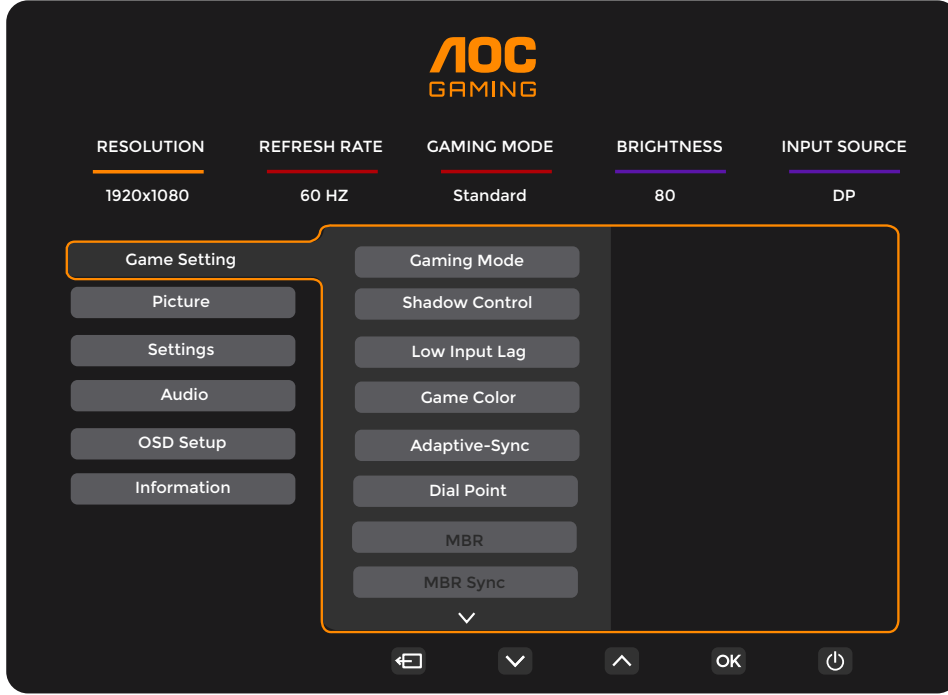 AOC
GAMING
RESOLUTION REFRESH RATE GAMING MODE BRIGHTNESS INPUT SOURCE
1920x1080 60 HZ Standard 80 DP
Game Setting
Picture
Settings
Audio
OSD Setup
Information
Gaming Mode
Shadow Control
Low Input Lag
Game Color
Adaptive-Sync
Dial Point
MBR
MBR Sync
OK